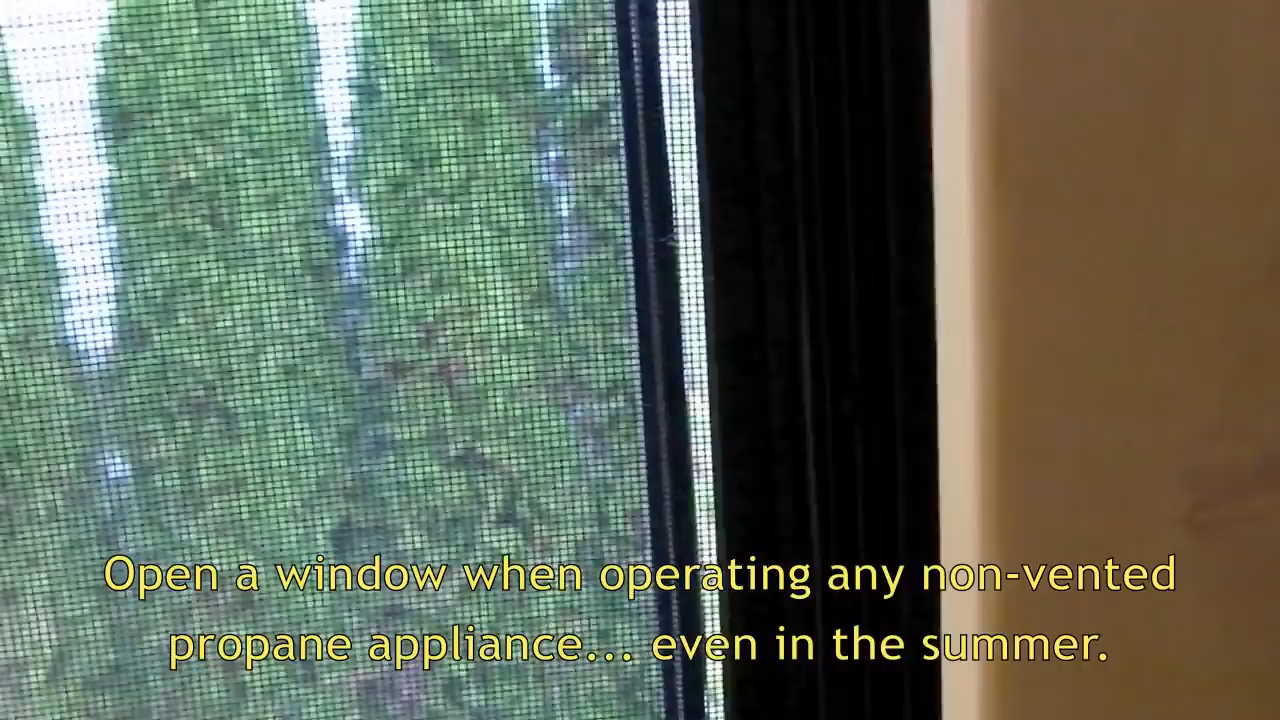 Open a window when operating any non-vented
propane appliance... even in the summer.